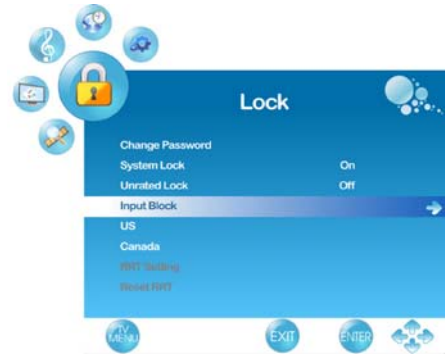 Lock
Change Password
System Lock On
Unrated Lock Off
Input Block
US
Canada
RRT Setting
Reset RRT
TV MENU EXIT ENTER